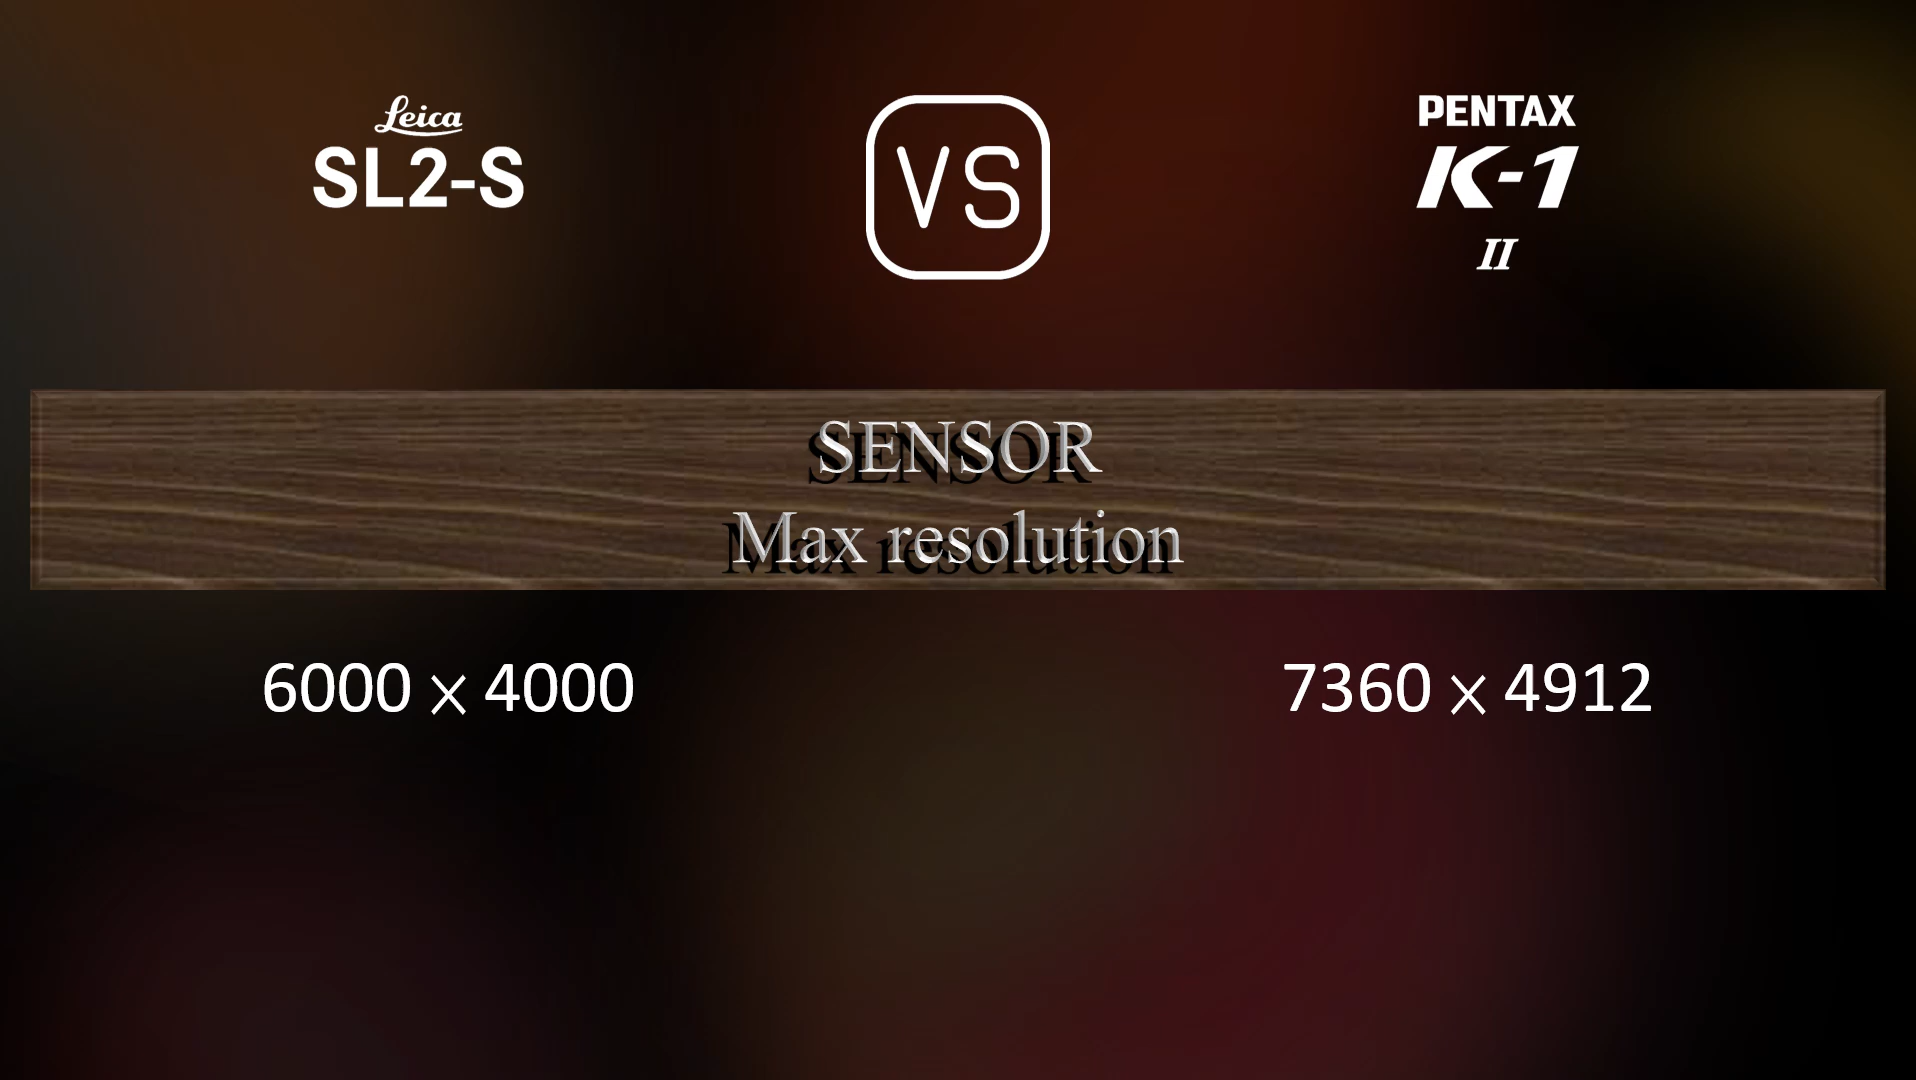 Leica
SL2-S
VS
PENTAX
K-1
II
SENSOR
Max resolution
6000 x 4000
7360 x 4912